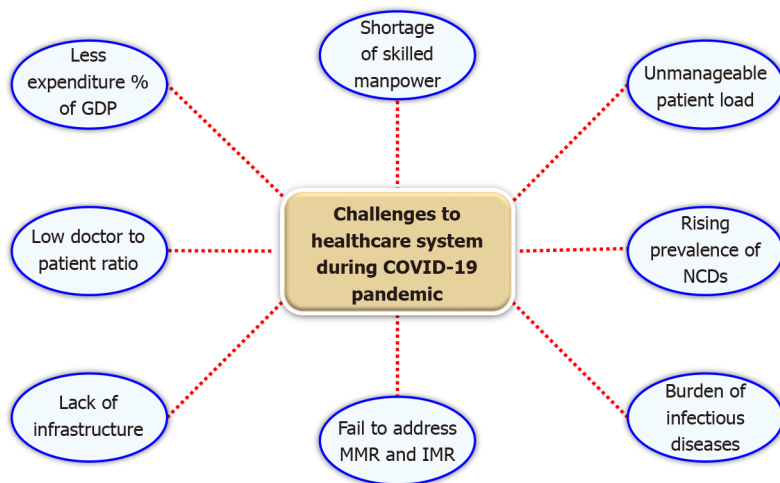 Shortage
of skilled
manpower
Less
expenditure %
of GDP
Unmanageable
patient load
Challenges to
healthcare system
during COVID-19
pandemic
Low doctor to
patient ratio
Rising
prevalence of
NCDs
Lack of
infrastructure
Fail to address
MMR and IMR
Burden of
infectious
diseases